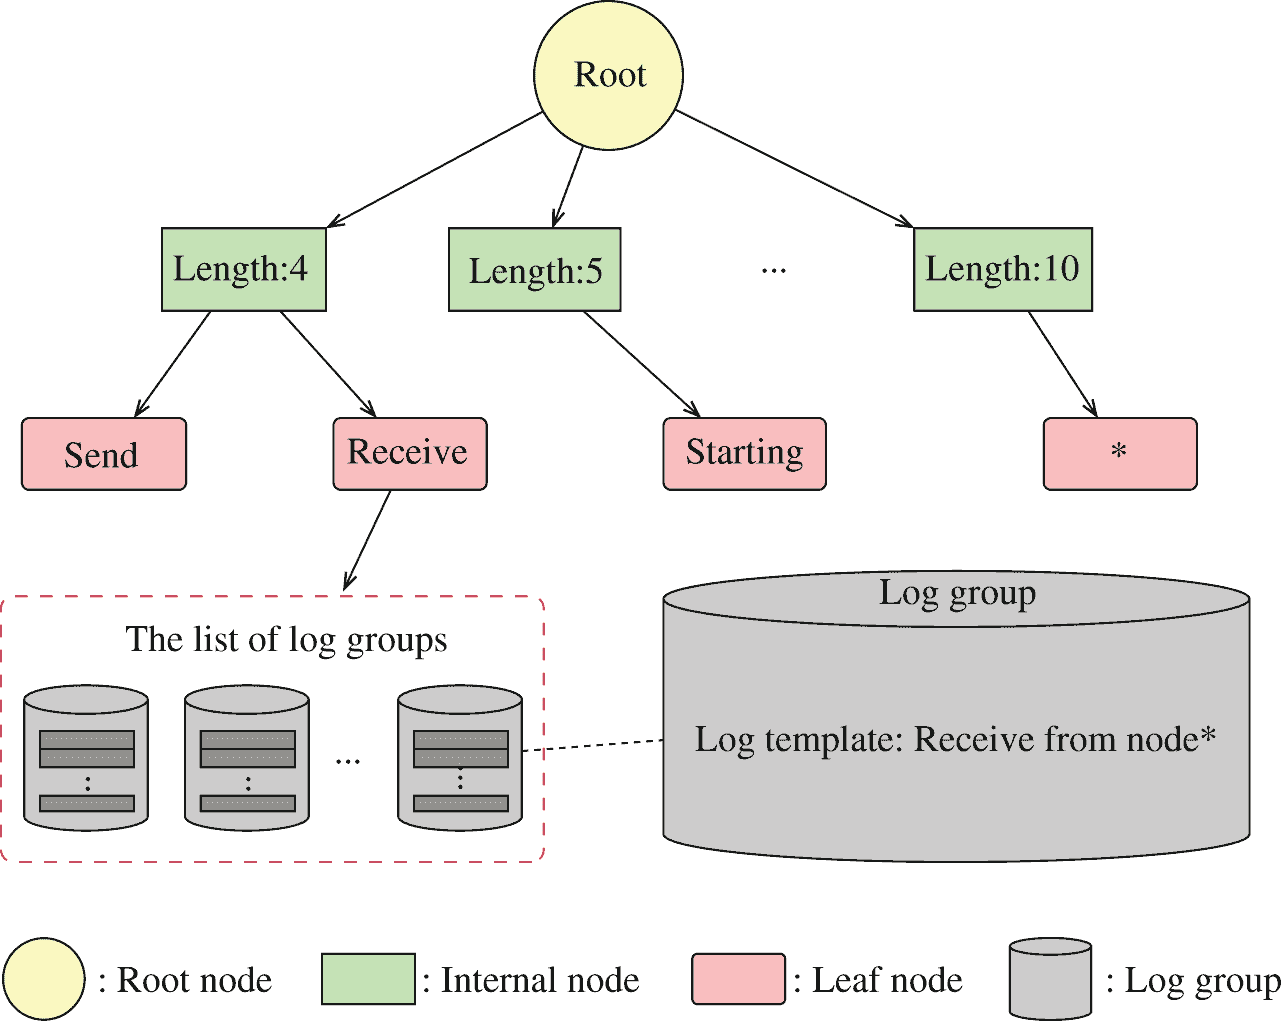 Root
Length:4
Length:5
...
Length:10
Send
Receive
Starting
*
The list of log groups
...
Log group
Log template: Receive from node*
: Root node
: Internal node
: Leaf node
: Log group